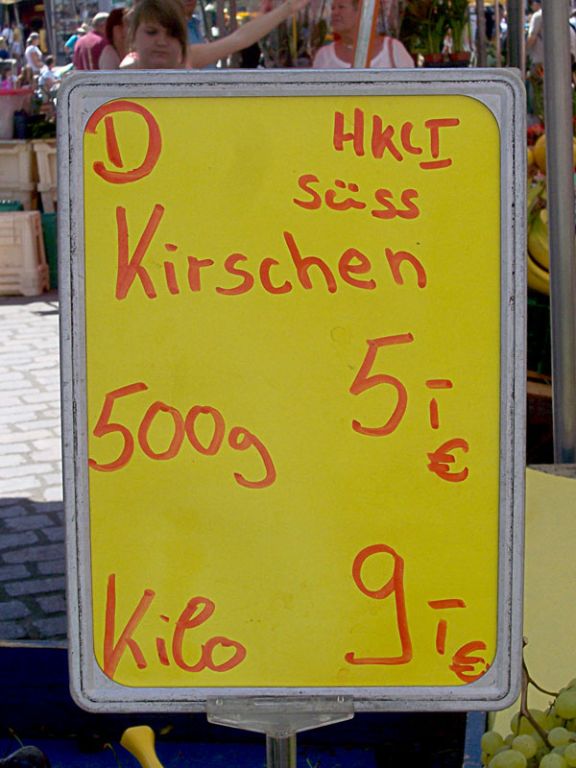 D HKL I
süss
Kirschen
500g 5,- €
Kilo 9,- €